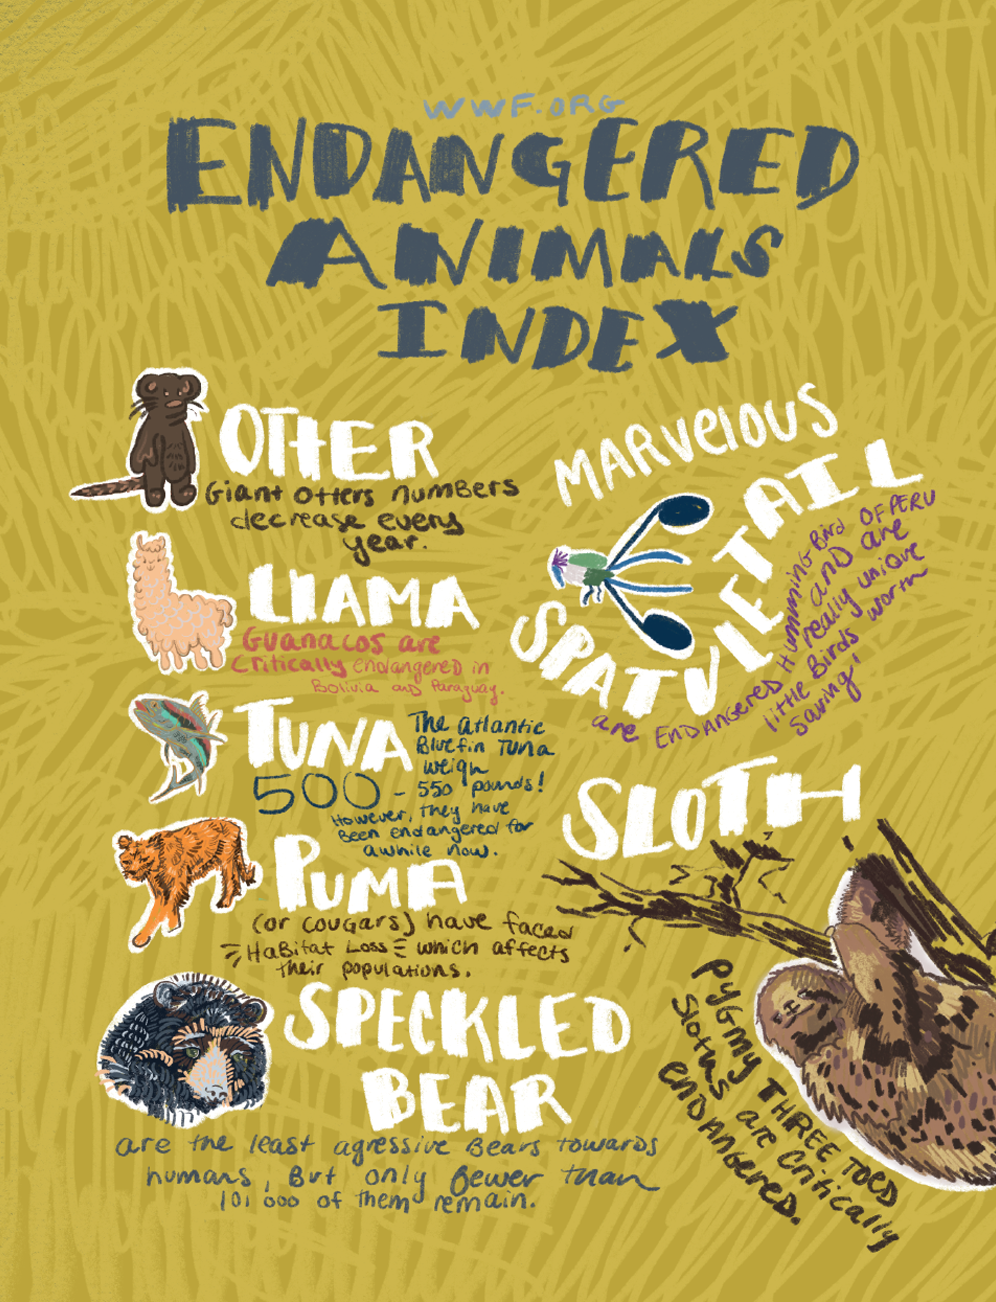 WWF.ORG
ENDANGERED
ANIMALS
INDEX
OTTER
Giant Otters numbers
decrease every
year.
LLAMA
Guanacos are
Critically endangered in
Bolivia and Paraguay.
TUNA
The Atlantic
Bluefin Tuna
weigh
500 - 550 pounds!
However, they have
Been endangered for
awhile now.
PUMA
(or cougars) have faced
Habitat Loss which affects
their populations.
SPECKLED
BEAR
are the least agressive Bears towards
humans, But only fewer than
10,000 of them remain.
MARVELOUS
SPATULETAIL
are ENDANGERED HUMMING Bird OF PERU
AND are
really unique
little Birds worth
saving!
SLOTH
PYGMY THREE TOED
Sloths are Critically
ENDANGERED.